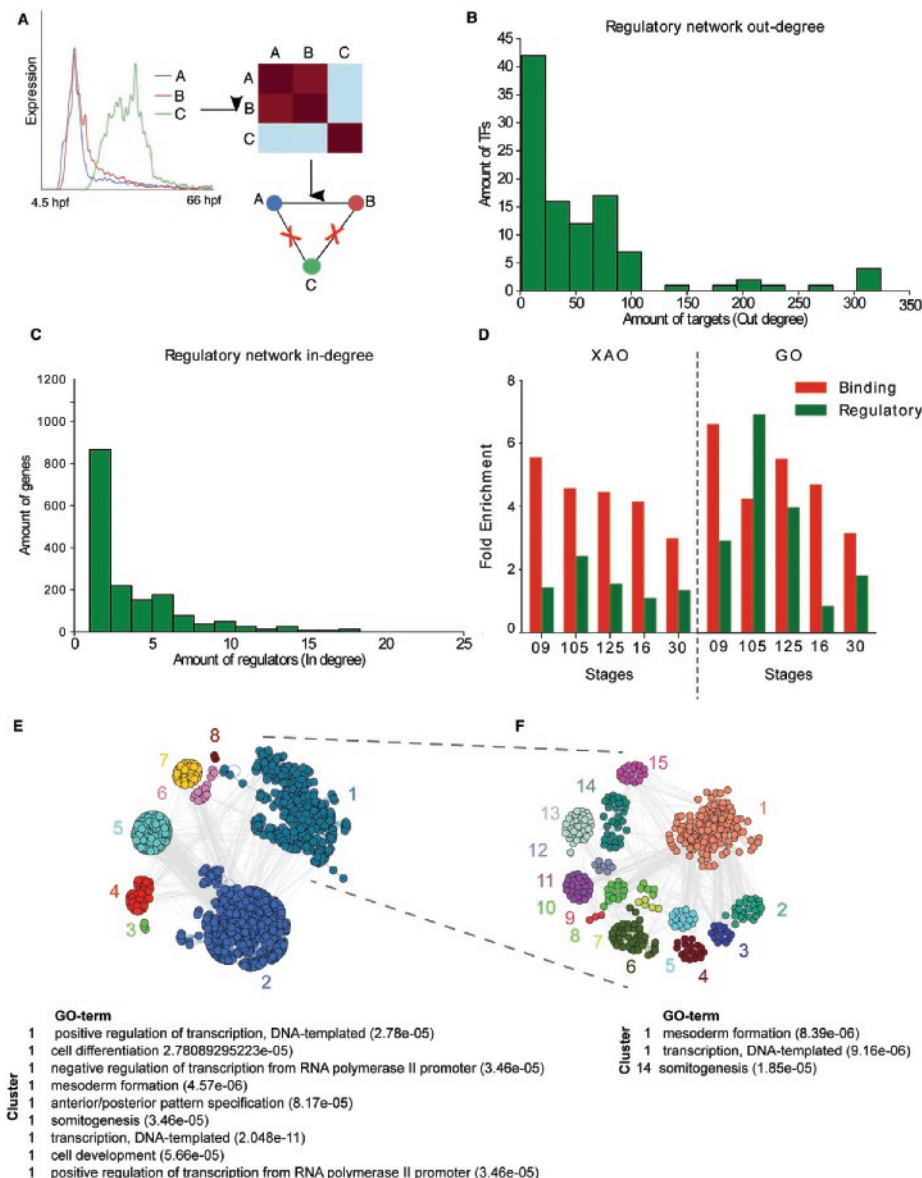 A
Expression
A
B
C
4.5 hpf
66 hpf
A B C
A
B
C
A
B
C
B
Regulatory network out-degree
Amount of TFs
45
40
35
30
25
20
15
10
5
0
0 50 100 150 200 250 300 350
Amount of targets (Out degree)
C
Regulatory network in-degree
Amount of genes
1200
1000
800
600
400
200
0
0 5 10 15 20 25
Amount of regulators (In degree)
D
XAO GO
Binding
Regulatory
Fold Enrichment
8
6
4
2
0
09 105 125 16 30 09 105 125 16 30
Stages Stages
E
8
7
6
1
5
4
3
2
GO-term
Cluster
1 positive regulation of transcription, DNA-templated (2.78e-05)
1 cell differentiation 2.78089295223e-05)
1 negative regulation of transcription from RNA polymerase II promoter (3.46e-05)
1 mesoderm formation (4.57e-06)
1 anterior/posterior pattern specification (8.17e-05)
1 somitogenesis (3.46e-05)
1 transcription, DNA-templated (2.048e-11)
1 cell development (5.66e-05)
1 positive regulation of transcription from RNA polymerase II promoter (3.46e-05)
F
15
14
1
13
12
11
10
9
8
7
6
5
4
3
2
GO-term
Cluster
1 mesoderm formation (8.39e-06)
1 transcription, DNA-templated (9.16e-06)
14 somitogenesis (1.85e-05)